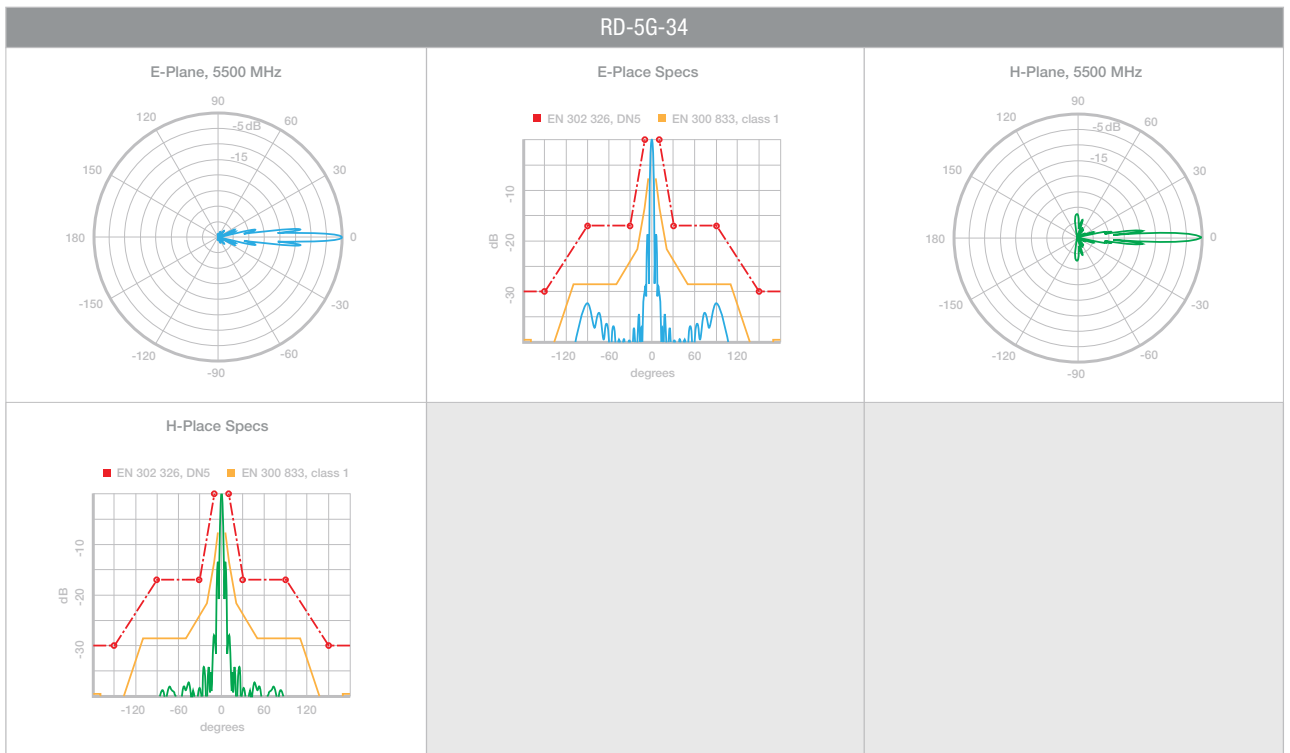 RD-5G-34
E-Plane, 5500 MHz
90
120
60
-5 dB
-15
150
30
180
0
-150
-30
-120
-60
-90
E-Place Specs
EN 302 326, DN5
EN 300 833, class 1
-10
-20
-30
dB
-120
-60
0
60
120
degrees
H-Plane, 5500 MHz
90
120
60
-5 dB
-15
150
30
180
0
-150
-30
-120
-60
-90
H-Place Specs
EN 302 326, DN5
EN 300 833, class 1
-10
-20
-30
dB
-120
-60
0
60
120
degrees